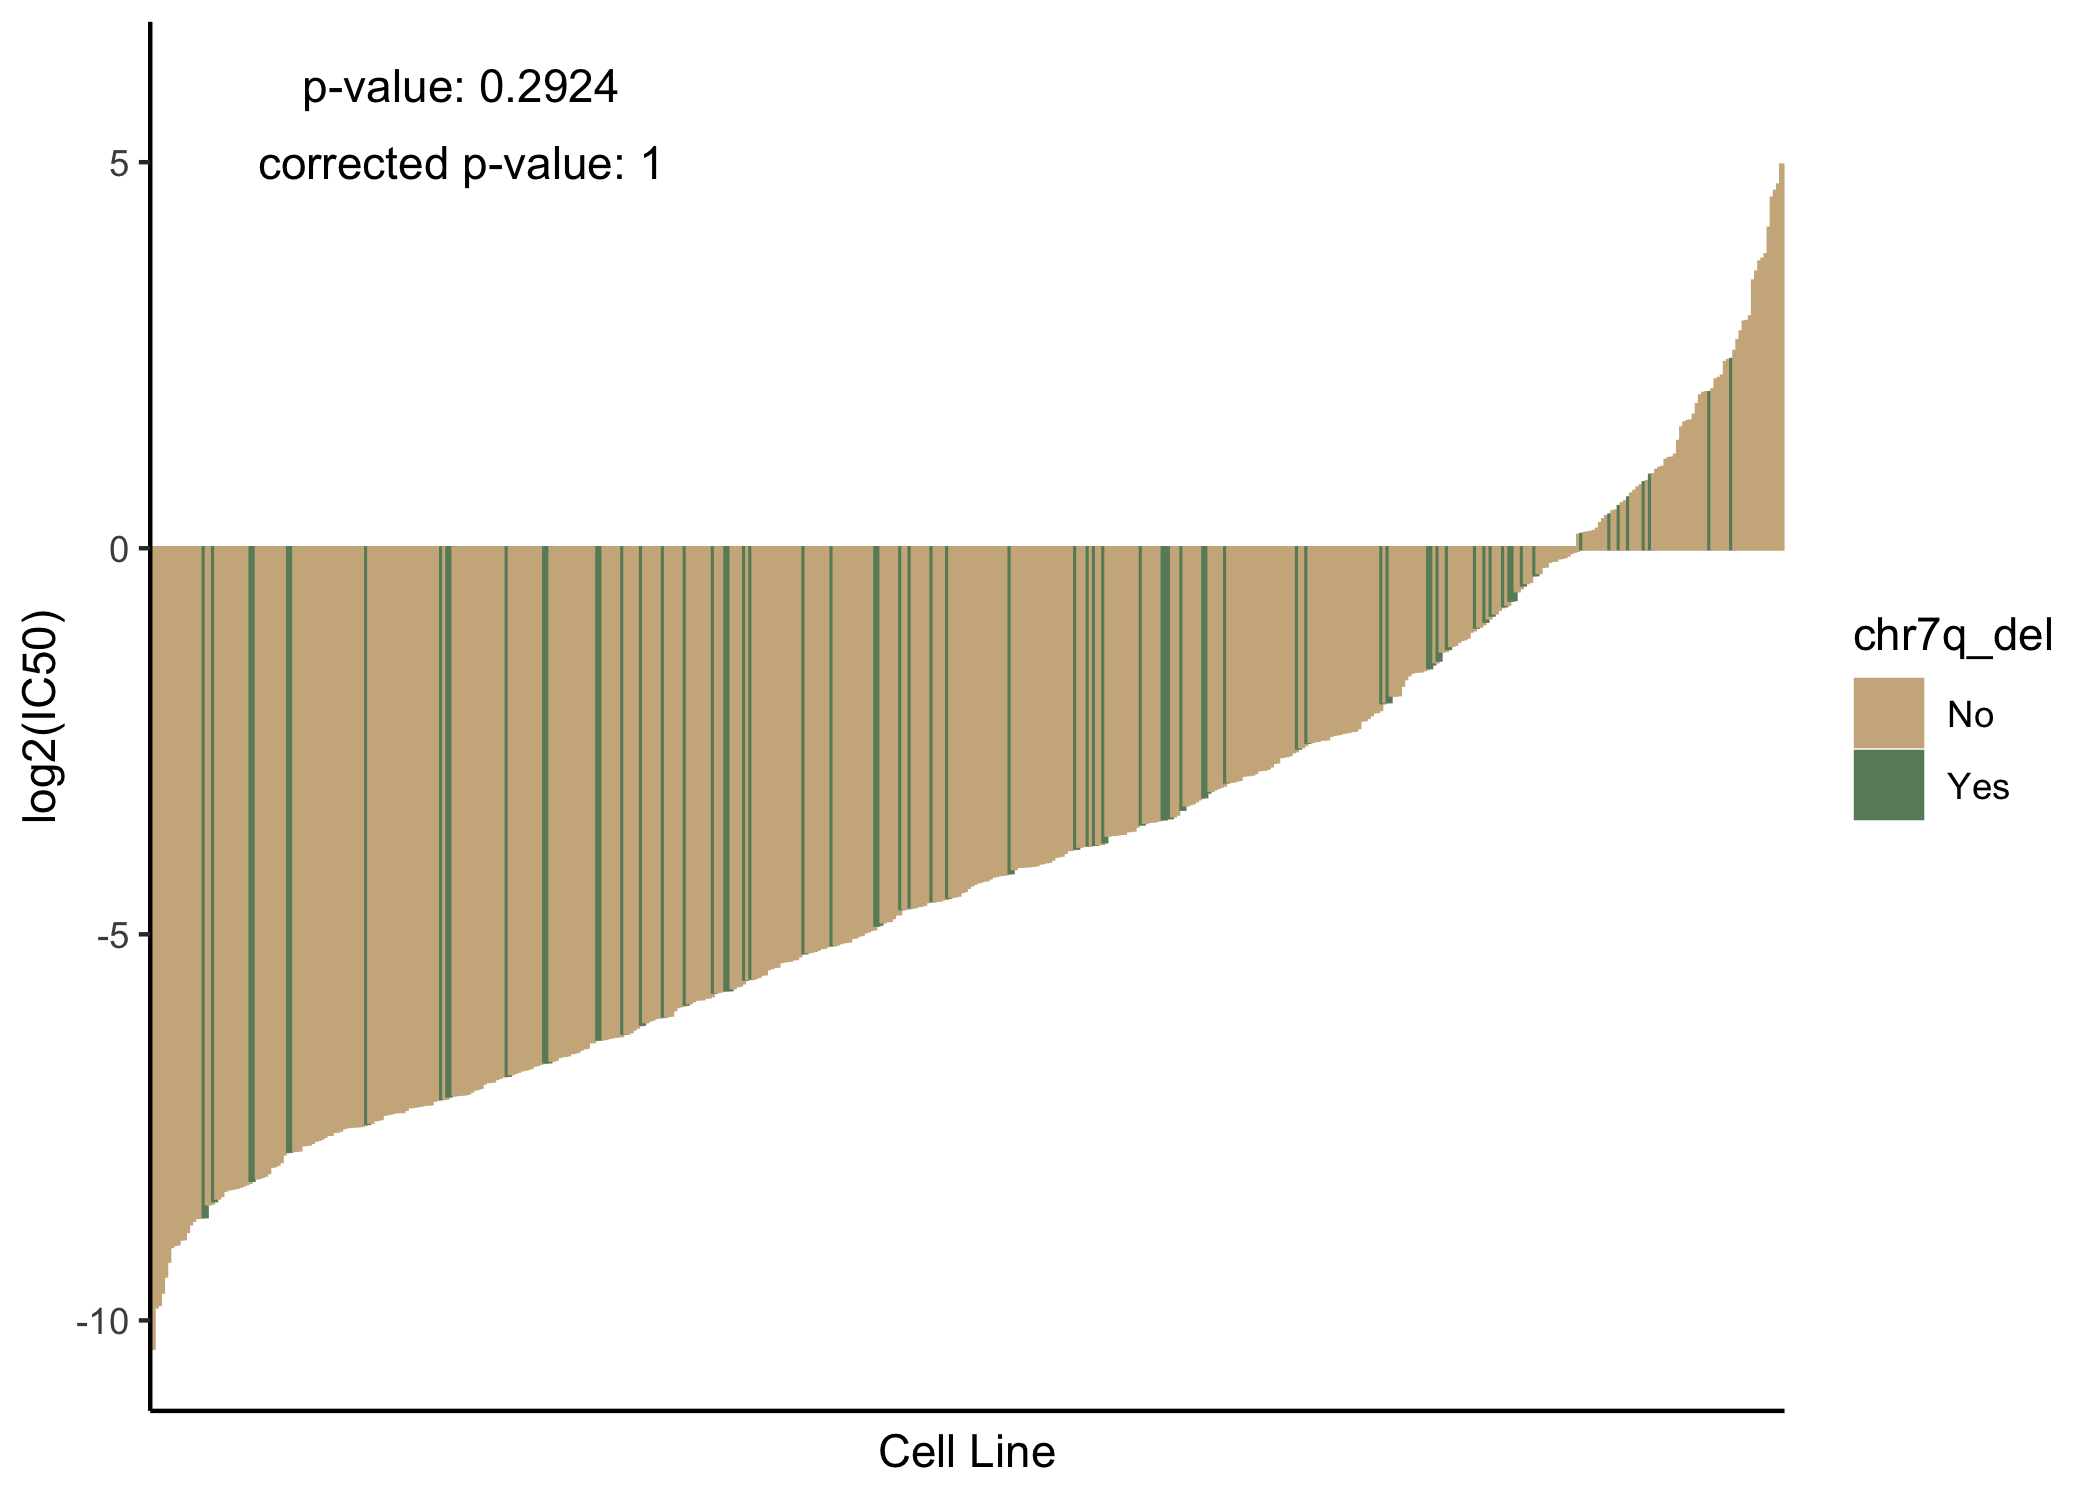 p-value: 0.2924
corrected p-value: 1
5
0
-5
-10
log2(IC50)
Cell Line
chr7q_del
No
Yes